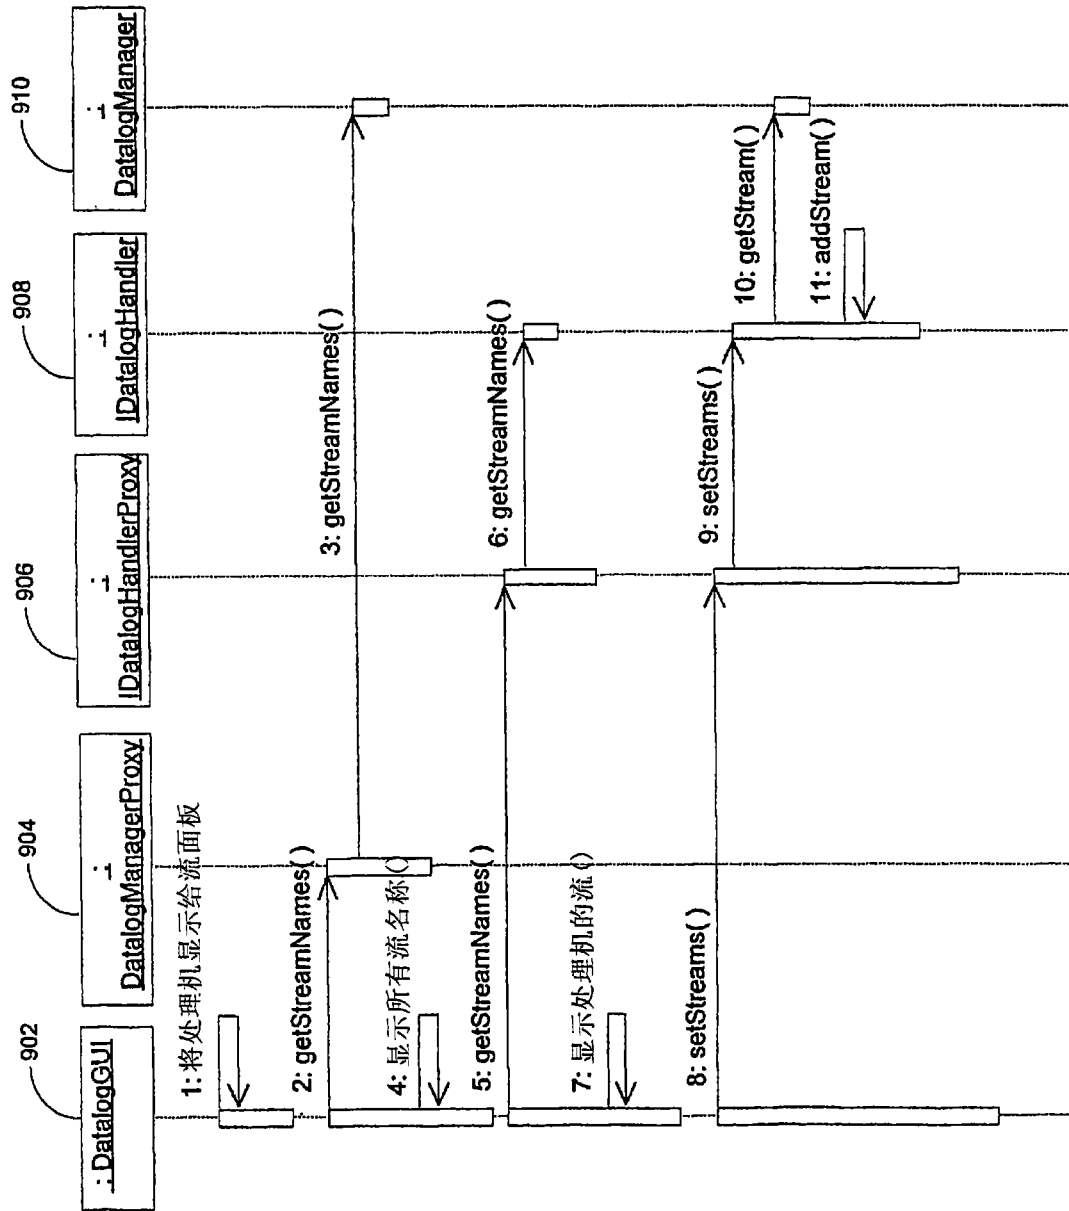 902
: DatalogGUI
904
:
DatalogManagerProxy
906
:
IDatalogHandlerProxy
908
:
IDatalogHandler
910
:
DatalogManager
1: 将处理机显示给流面板
2: getStreamNames( )
3: getStreamNames( )
4: 显示所有流名称( )
5: getStreamNames( )
6: getStreamNames( )
7: 显示处理机的流( )
8: setStreams( )
9: setStreams( )
10: getStream( )
11: addStream( )